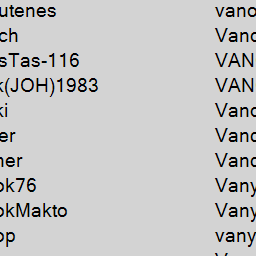 utenes vano
ch Vand
sTas-116 VAN
k(JOH)1983 VAN
ki Vand
er Vand
ner Vand
ok76 Vany
okMakto Vany
op vany